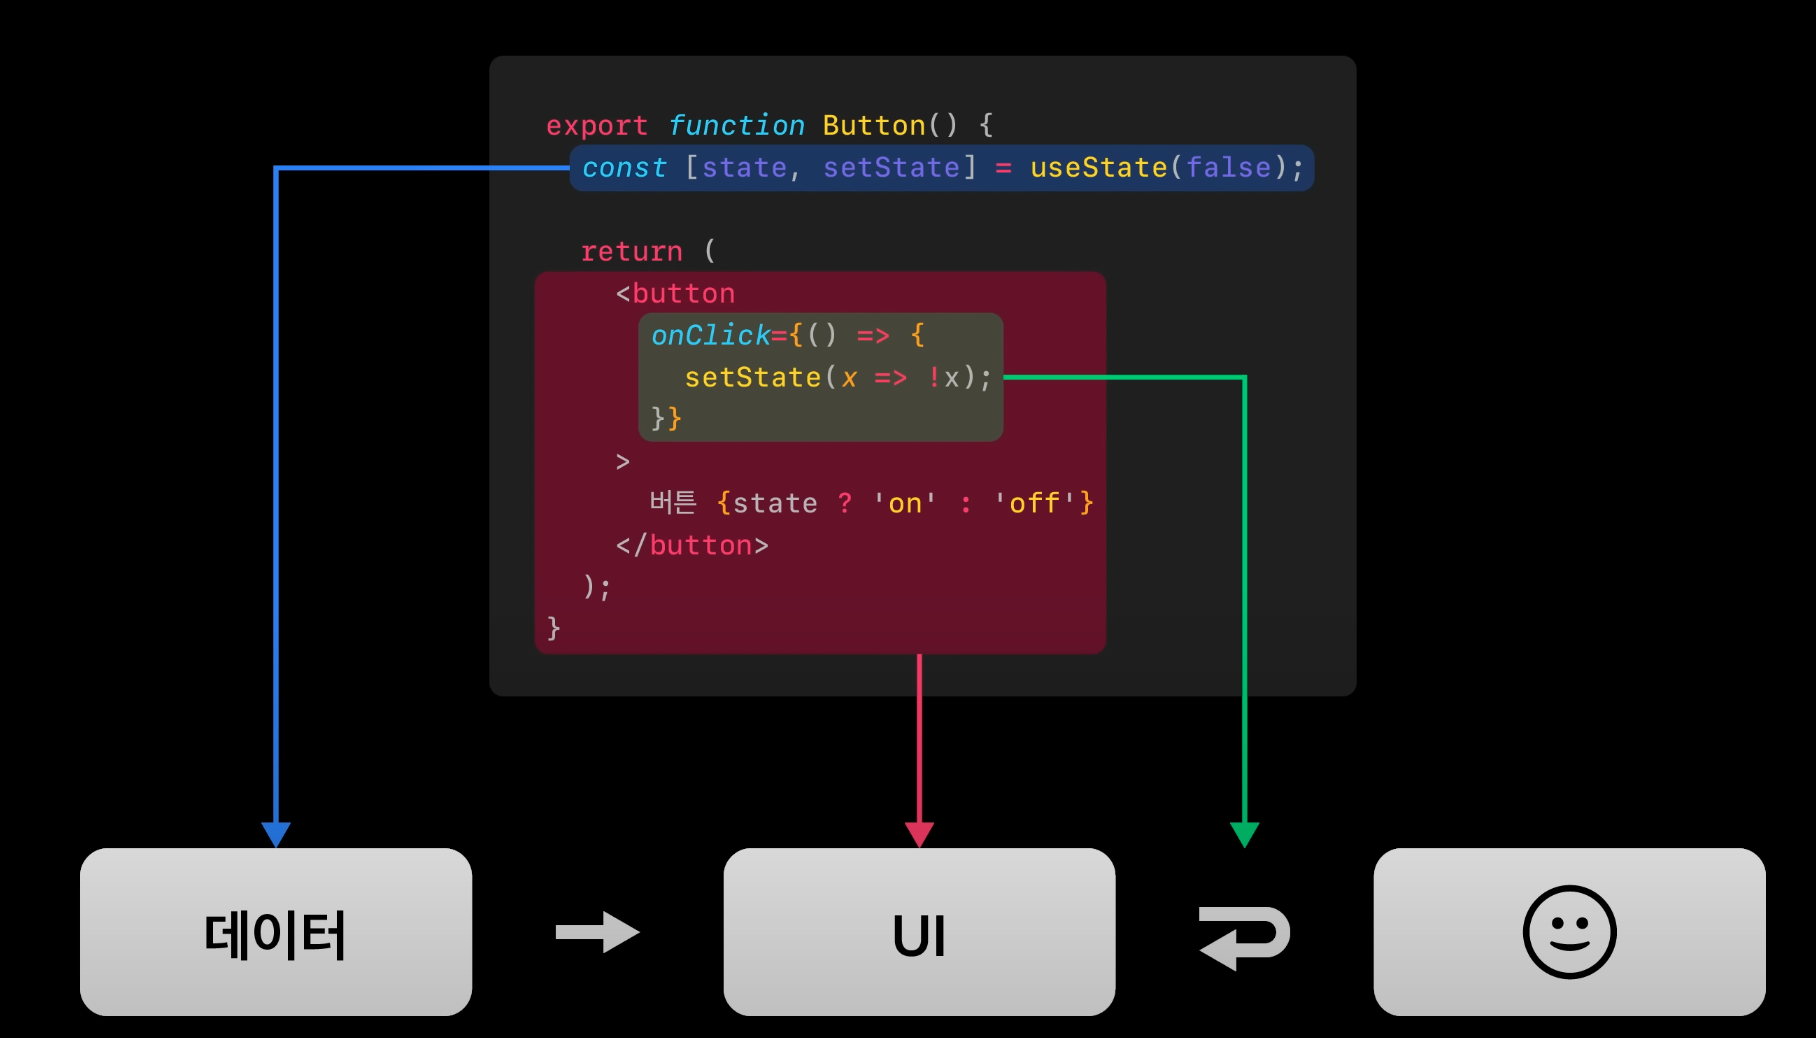 export function Button() {
const [state, setState] = useState(false);
return (
<button
onClick={() => {
setState(x => !x);
}}
>
버튼 {state ? 'on' : 'off'}
</button>
);
}
데이터
UI